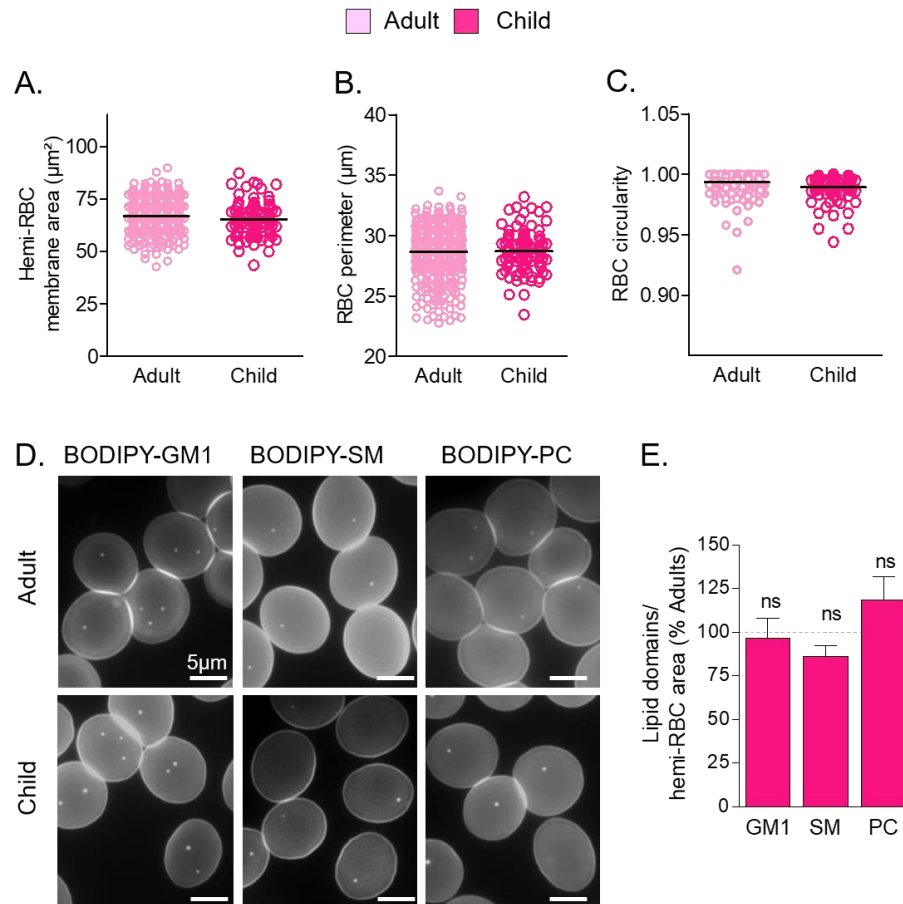 Adult Child
A.
Hemi-RBC
membrane area (µm²)
100
75
50
25
0
Adult Child
B.
RBC perimeter (µm)
40
35
30
25
20
Adult Child
C.
RBC circularity
1.05
1.00
0.95
0.90
Adult Child
D. BODIPY-GM1 BODIPY-SM BODIPY-PC
Adult
5µm
Child
E.
Lipid domains/
hemi-RBC area (% Adults)
150
125
100
75
50
25
0
ns ns ns
GM1 SM PC